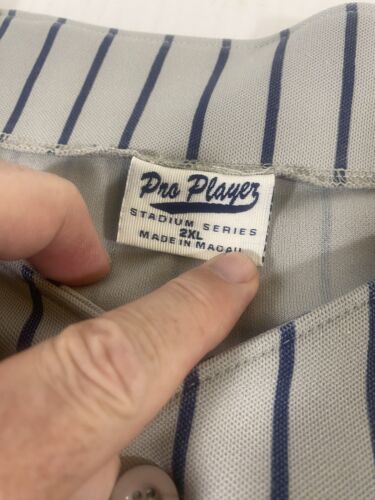 Pro Player
STADIUM SERIES
2XL
MADE IN MACAU